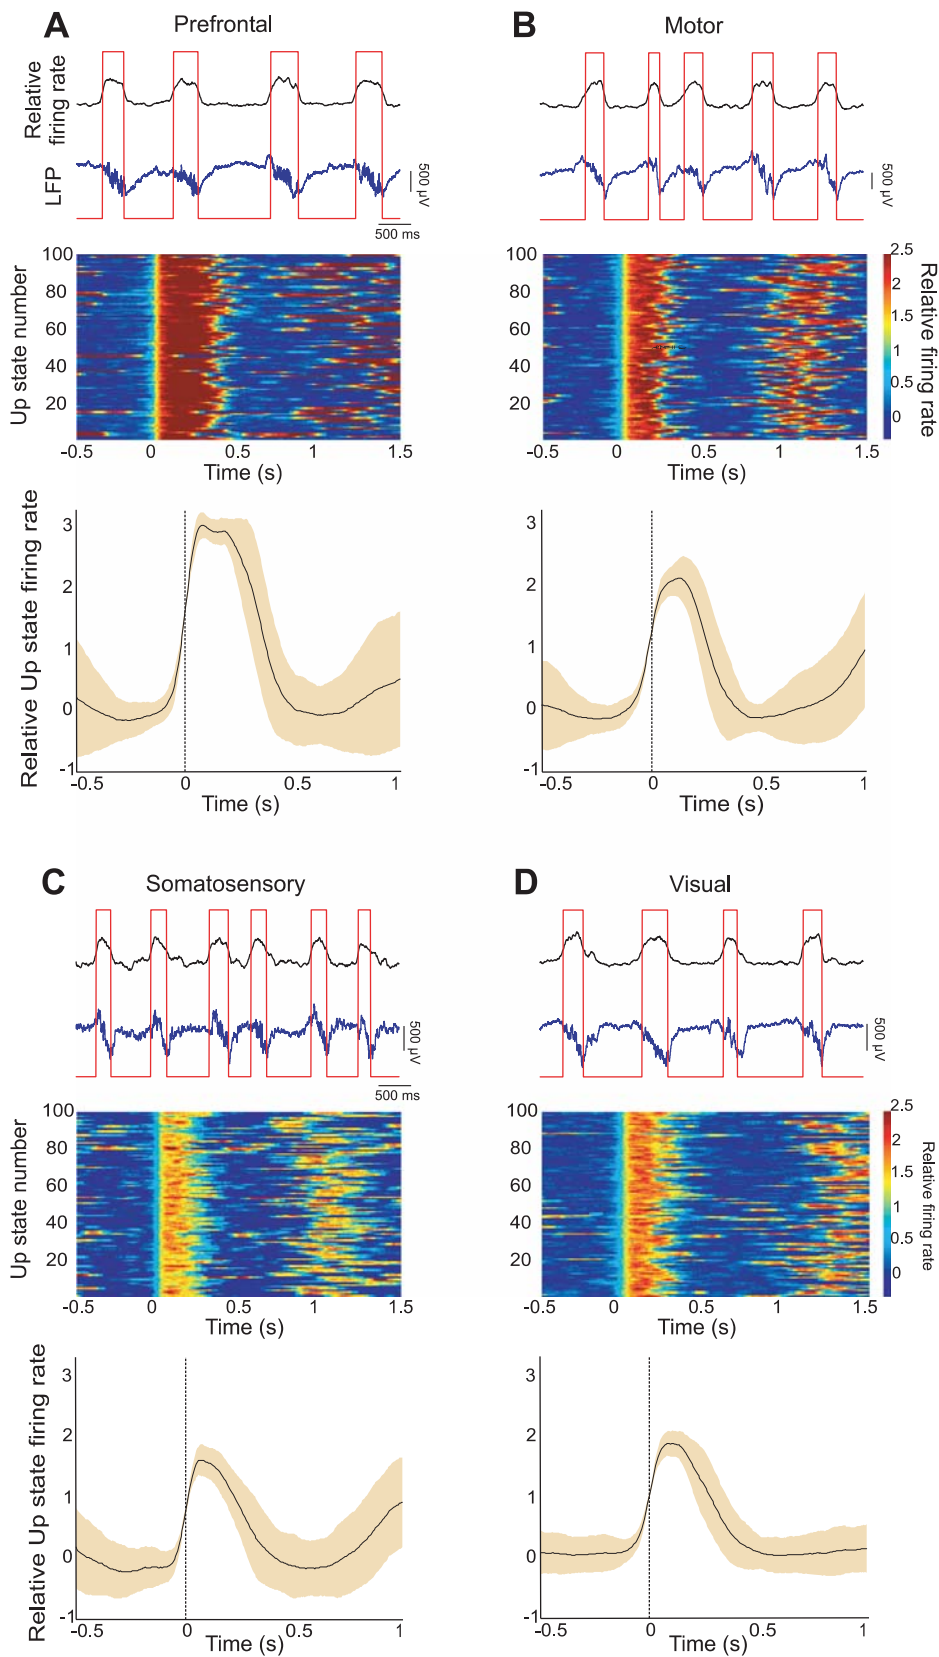 A
Prefrontal
B
Motor
Relative
firing rate
LFP
500 µV
500 ms
500 µV
Up state number
100
80
60
40
20
-0.5
0
0.5
1
1.5
Time (s)
100
80
60
40
20
-0.5
0
0.5
1
1.5
Time (s)
2.5
2
1.5
1
0.5
0
Relative firing rate
Relative Up state firing rate
3
2
1
0
-1
-0.5
0
0.5
1
Time (s)
3
2
1
0
-1
-0.5
0
0.5
1
Time (s)
C
Somatosensory
D
Visual
500 µV
500 ms
500 µV
Up state number
100
80
60
40
20
-0.5
0
0.5
1
1.5
Time (s)
100
80
60
40
20
-0.5
0
0.5
1
1.5
Time (s)
2.5
2
1.5
1
0.5
0
Relative firing rate
Relative Up state firing rate
3
2
1
0
-1
-0.5
0
0.5
1
Time (s)
3
2
1
0
-1
-0.5
0
0.5
1
Time (s)